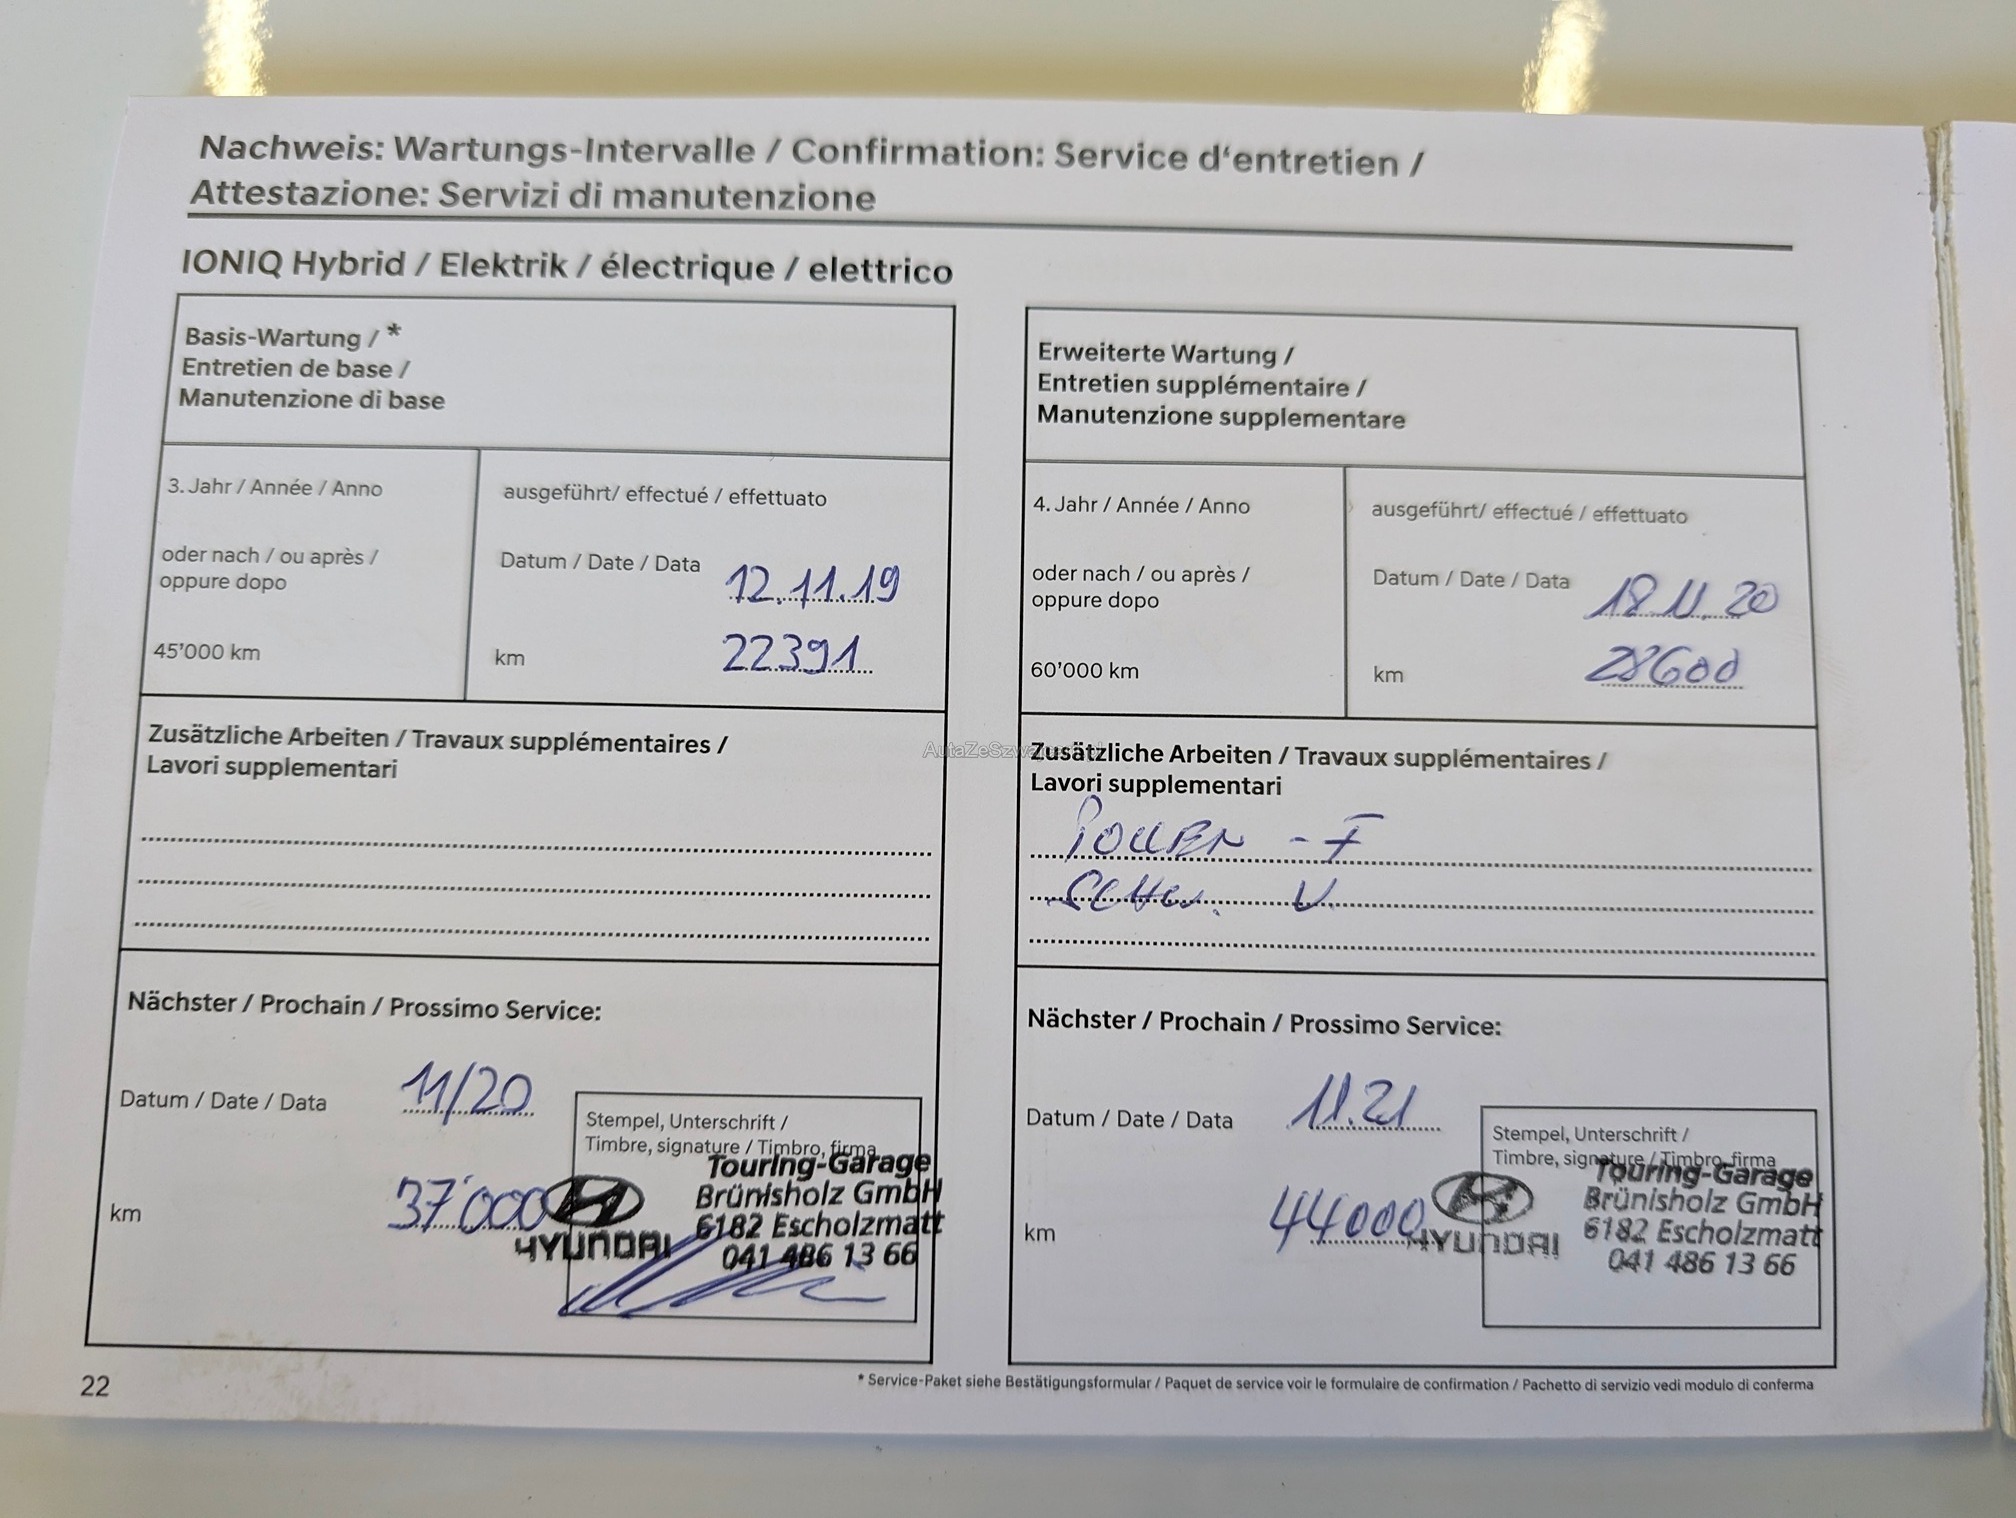 Nachweis: Wartungs-Intervalle / Confirmation: Service d'entretien /
Attestazione: Servizi di manutenzione
IONIQ Hybrid / Elektrik / électrique / elettrico
Basis-Wartung / *
Entretien de base /
Manutenzione di base
3. Jahr / Année / Anno
ausgeführt/ effectué / effettuato
oder nach / ou après /
oppure dopo
Datum / Date / Data 12.11.19
45'000 km
km 22391
Zusätzliche Arbeiten / Travaux supplémentaires /
Lavori supplementari
Nächster / Prochain / Prossimo Service:
Datum / Date / Data 11/20
km 37'000
Stempel, Unterschrift /
Timbre, signature / Timbro, firma
HYUNDAI
Touring-Garage
Brünisholz GmbH
6182 Escholzmatt
041 486 13 66
Erweiterte Wartung /
Entretien supplémentaire /
Manutenzione supplementare
4. Jahr / Année / Anno
ausgeführt/ effectué / effettuato
oder nach / ou après /
oppure dopo
Datum / Date / Data 18.11.20
60'000 km
km 28600
Zusätzliche Arbeiten / Travaux supplémentaires /
Lavori supplementari
POLLEN - F
Nächster / Prochain / Prossimo Service:
Datum / Date / Data 11.21
km 44000
Stempel, Unterschrift /
Timbre, signature / Timbro, firma
HYUNDAI
Touring-Garage
Brünisholz GmbH
6182 Escholzmatt
041 486 13 66
22
* Service-Paket siehe Bestätigungsformular / Paquet de service voir le formulaire de confirmation / Pachetto di servizio vedi modulo di conferma